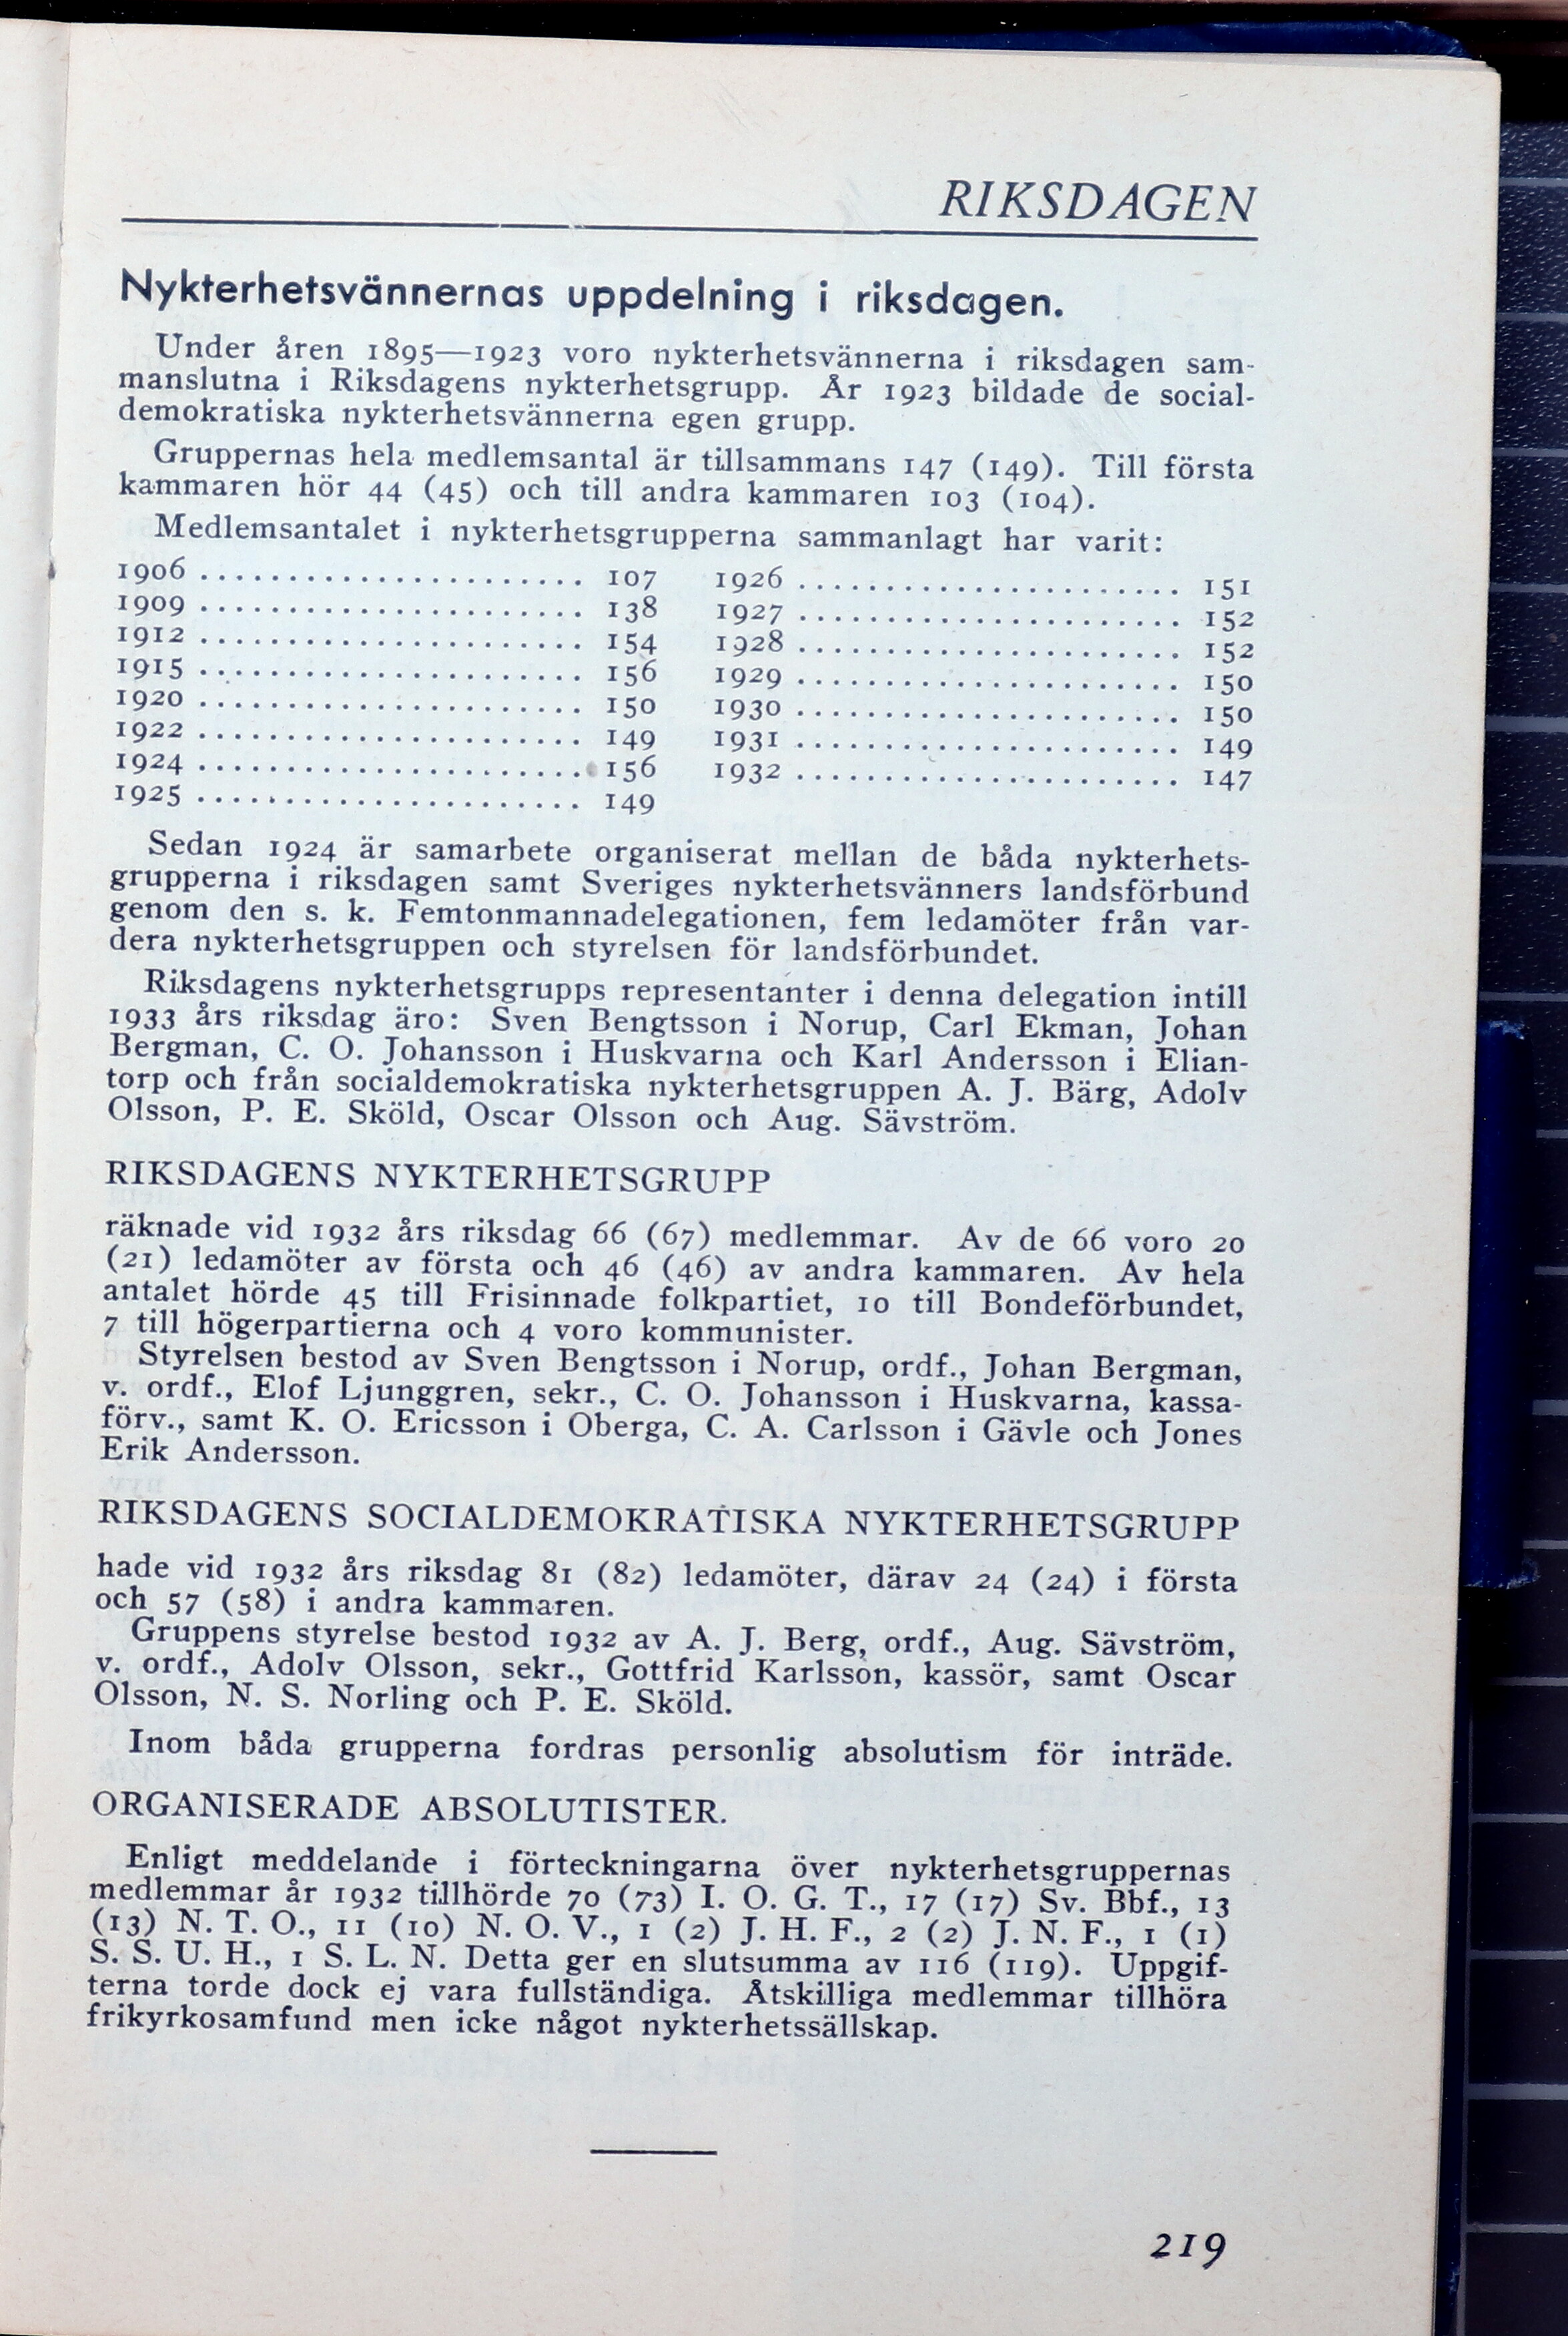 RIKSDAGEN
Nykterhetsvännernas uppdelning i riksdagen.
Under åren 1895—1923 voro nykterhetsvännerna i riksdagen sam-
manslutna i Riksdagens nykterhetsgrupp. År 1923 bildade de social-
demokratiska nykterhetsvännerna egen grupp.
Gruppernas hela medlemsantal är tillsammans 147 (149). Till första
kammaren hör 44 (45) och till andra kammaren 103 (104).
Medlemsantalet i nykterhetsgrupperna sammanlagt har varit:
1906 .......................... 107 1926 .......................... 151
1909 .......................... 138 1927 .......................... 152
1912 .......................... 154 1928 .......................... 152
1915 .......................... 156 1929 .......................... 150
1920 .......................... 150 1930 .......................... 150
1922 .......................... 149 1931 .......................... 149
1924 .......................... 156 1932 .......................... 147
1925 .......................... 149
Sedan 1924 är samarbete organiserat mellan de båda nykterhets-
grupperna i riksdagen samt Sveriges nykterhetsvänners landsförbund
genom den s. k. Femtonmannadelegationen, fem ledamöter från var-
dera nykterhetsgruppen och styrelsen för landsförbundet.
Riksdagens nykterhetsgrupps representanter i denna delegation intill
1933 års riksdag äro: Sven Bengtsson i Norup, Carl Ekman, Johan
Bergman, C. O. Johansson i Huskvarna och Karl Andersson i Elian-
torp och från socialdemokratiska nykterhetsgruppen A. J. Bärg, Adolv
Olsson, P. E. Sköld, Oscar Olsson och Aug. Sävström.
RIKSDAGENS NYKTERHETSGRUPP
räknade vid 1932 års riksdag 66 (67) medlemmar. Av de 66 voro 20
(21) ledamöter av första och 46 (46) av andra kammaren. Av hela
antalet hörde 45 till Frisinnade folkpartiet, 10 till Bondeförbundet,
7 till högerpartierna och 4 voro kommunister.
Styrelsen bestod av Sven Bengtsson i Norup, ordf., Johan Bergman,
v. ordf., Elof Ljunggren, sekr., C. O. Johansson i Huskvarna, kassa-
förv., samt K. O. Ericsson i Oberga, C. A. Carlsson i Gävle och Jones
Erik Andersson.
RIKSDAGENS SOCIALDEMOKRATISKA NYKTERHETSGRUPP
hade vid 1932 års riksdag 81 (82) ledamöter, därav 24 (24) i första
och 57 (58) i andra kammaren.
Gruppens styrelse bestod 1932 av A. J. Berg, ordf., Aug. Sävström,
v. ordf., Adolv Olsson, sekr., Gottfrid Karlsson, kassör, samt Oscar
Olsson, N. S. Norling och P. E. Sköld.
Inom båda grupperna fordras personlig absolutism för inträde.
ORGANISERADE ABSOLUTISTER.
Enligt meddelande i förteckningarna över nykterhetsgruppernas
medlemmar år 1932 tillhörde 70 (73) I. O. G. T., 17 (17) Sv. Bbf., 13
(13) N. T. O., 11 (10) N. O. V., 1 (2) J. H. F., 2 (2) J. N. F., 1 (1)
S. S. U. H., 1 S. L. N. Detta ger en slutsumma av 116 (119). Uppgif-
terna torde dock ej vara fullständiga. Åtskilliga medlemmar tillhöra
frikyrkosamfund men icke något nykterhetssällskap.
219